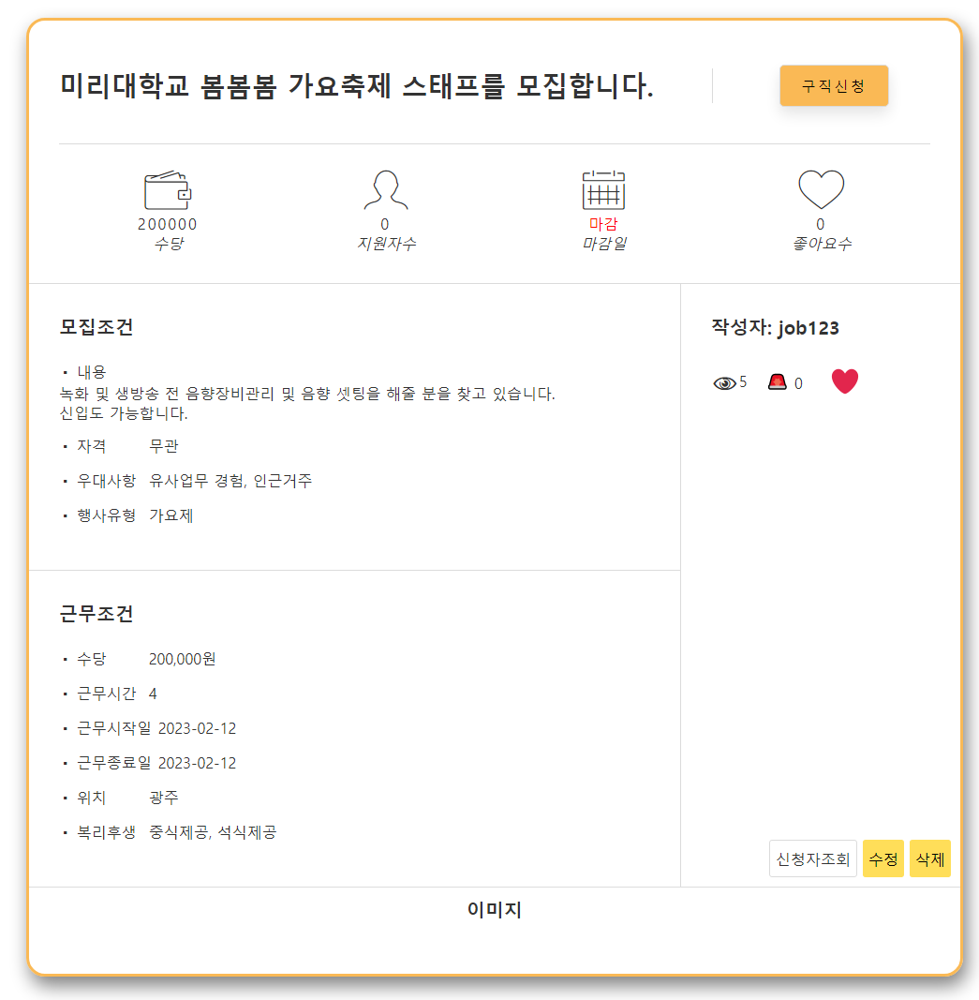 미리대학교 봄봄봄 가요축제 스태프를 모집합니다.
구직신청
200000
수당
0
지원자수
마감
마감일
0
좋아요수
모집조건
· 내용
녹화 및 생방송 전 음향장비관리 및 음향 셋팅을 해줄 분을 찾고 있습니다.
신입도 가능합니다.
· 자격 무관
· 우대사항 유사업무 경험, 인근거주
· 행사유형 가요제
작성자: job123
5 0
근무조건
· 수당 200,000원
· 근무시간 4
· 근무시작일 2023-02-12
· 근무종료일 2023-02-12
· 위치 광주
· 복리후생 중식제공, 석식제공
신청자조회 수정 삭제
이미지